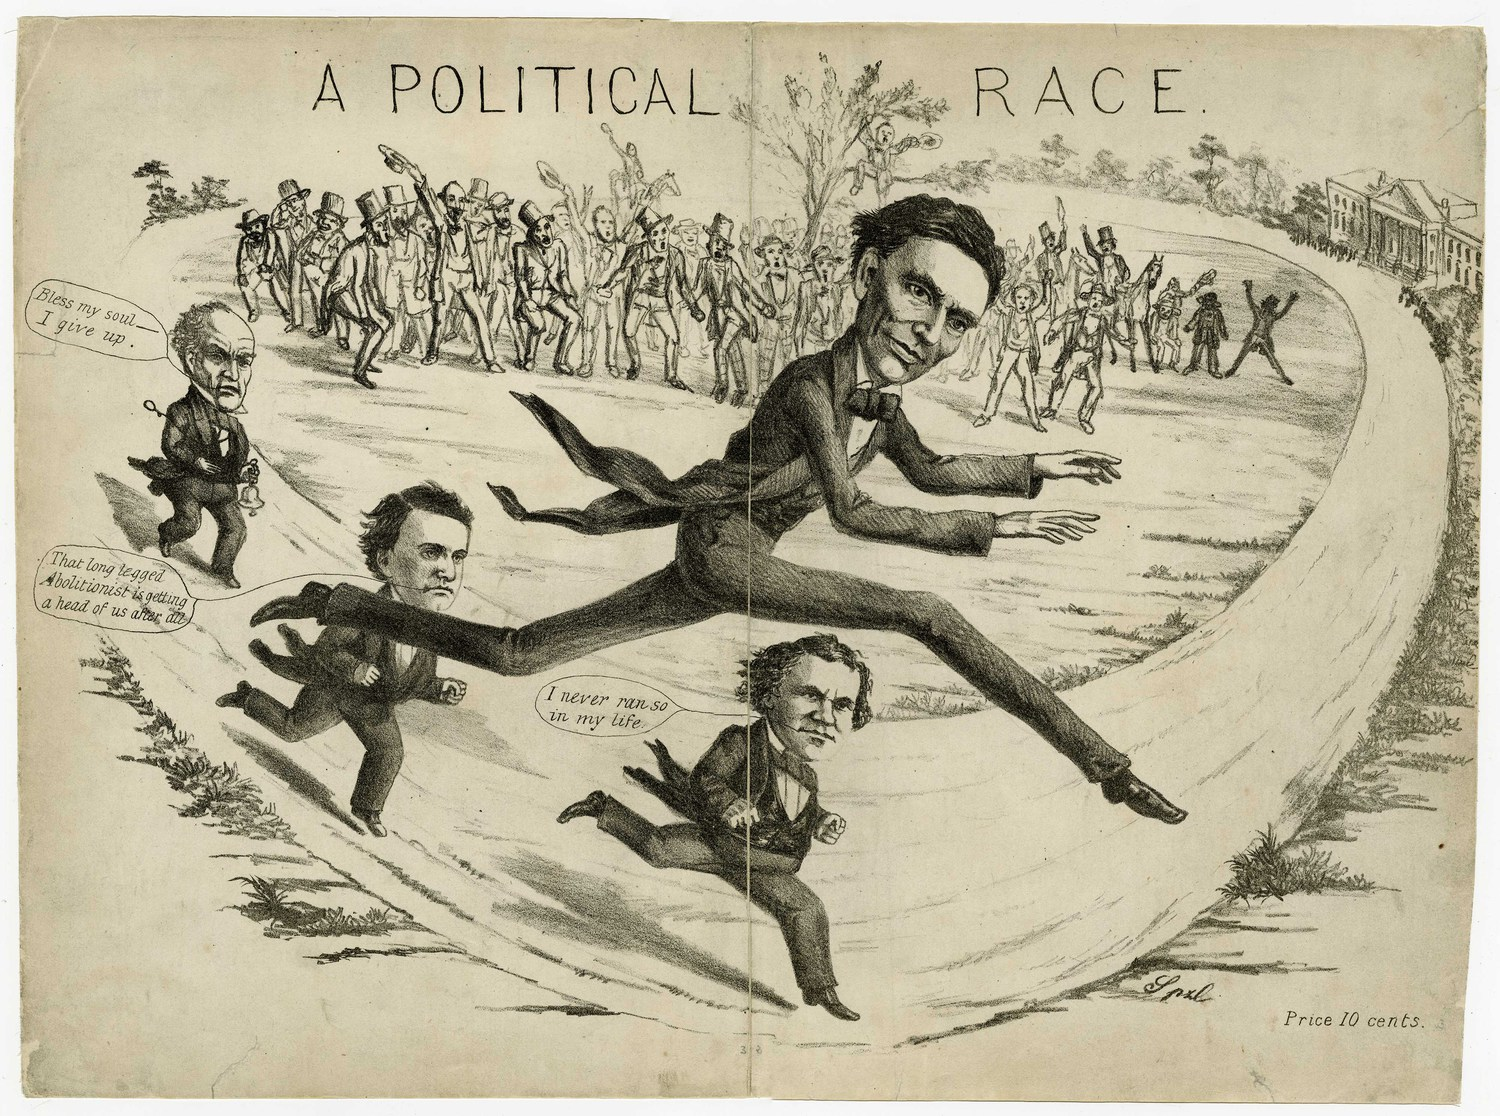 A POLITICAL RACE.
Bless my soul—
I give up.
That long legged
Abolitionist is getting
a head of us after all
I never ran so
in my life.
Spzl
Price 10 cents.